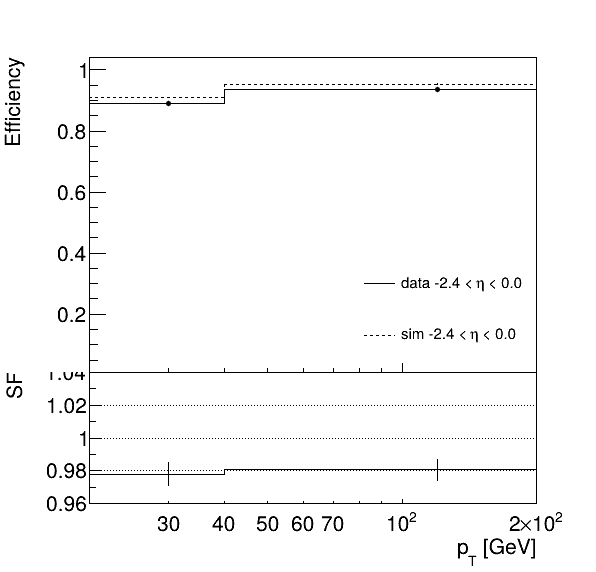 Efficiency
1
0.8
0.6
0.4
0.2
data -2.4 < η < 0.0
sim -2.4 < η < 0.0
SF
1.04
1.02
1
0.98
0.96
30 40 50 60 70 10² 2×10²
p_T [GeV]